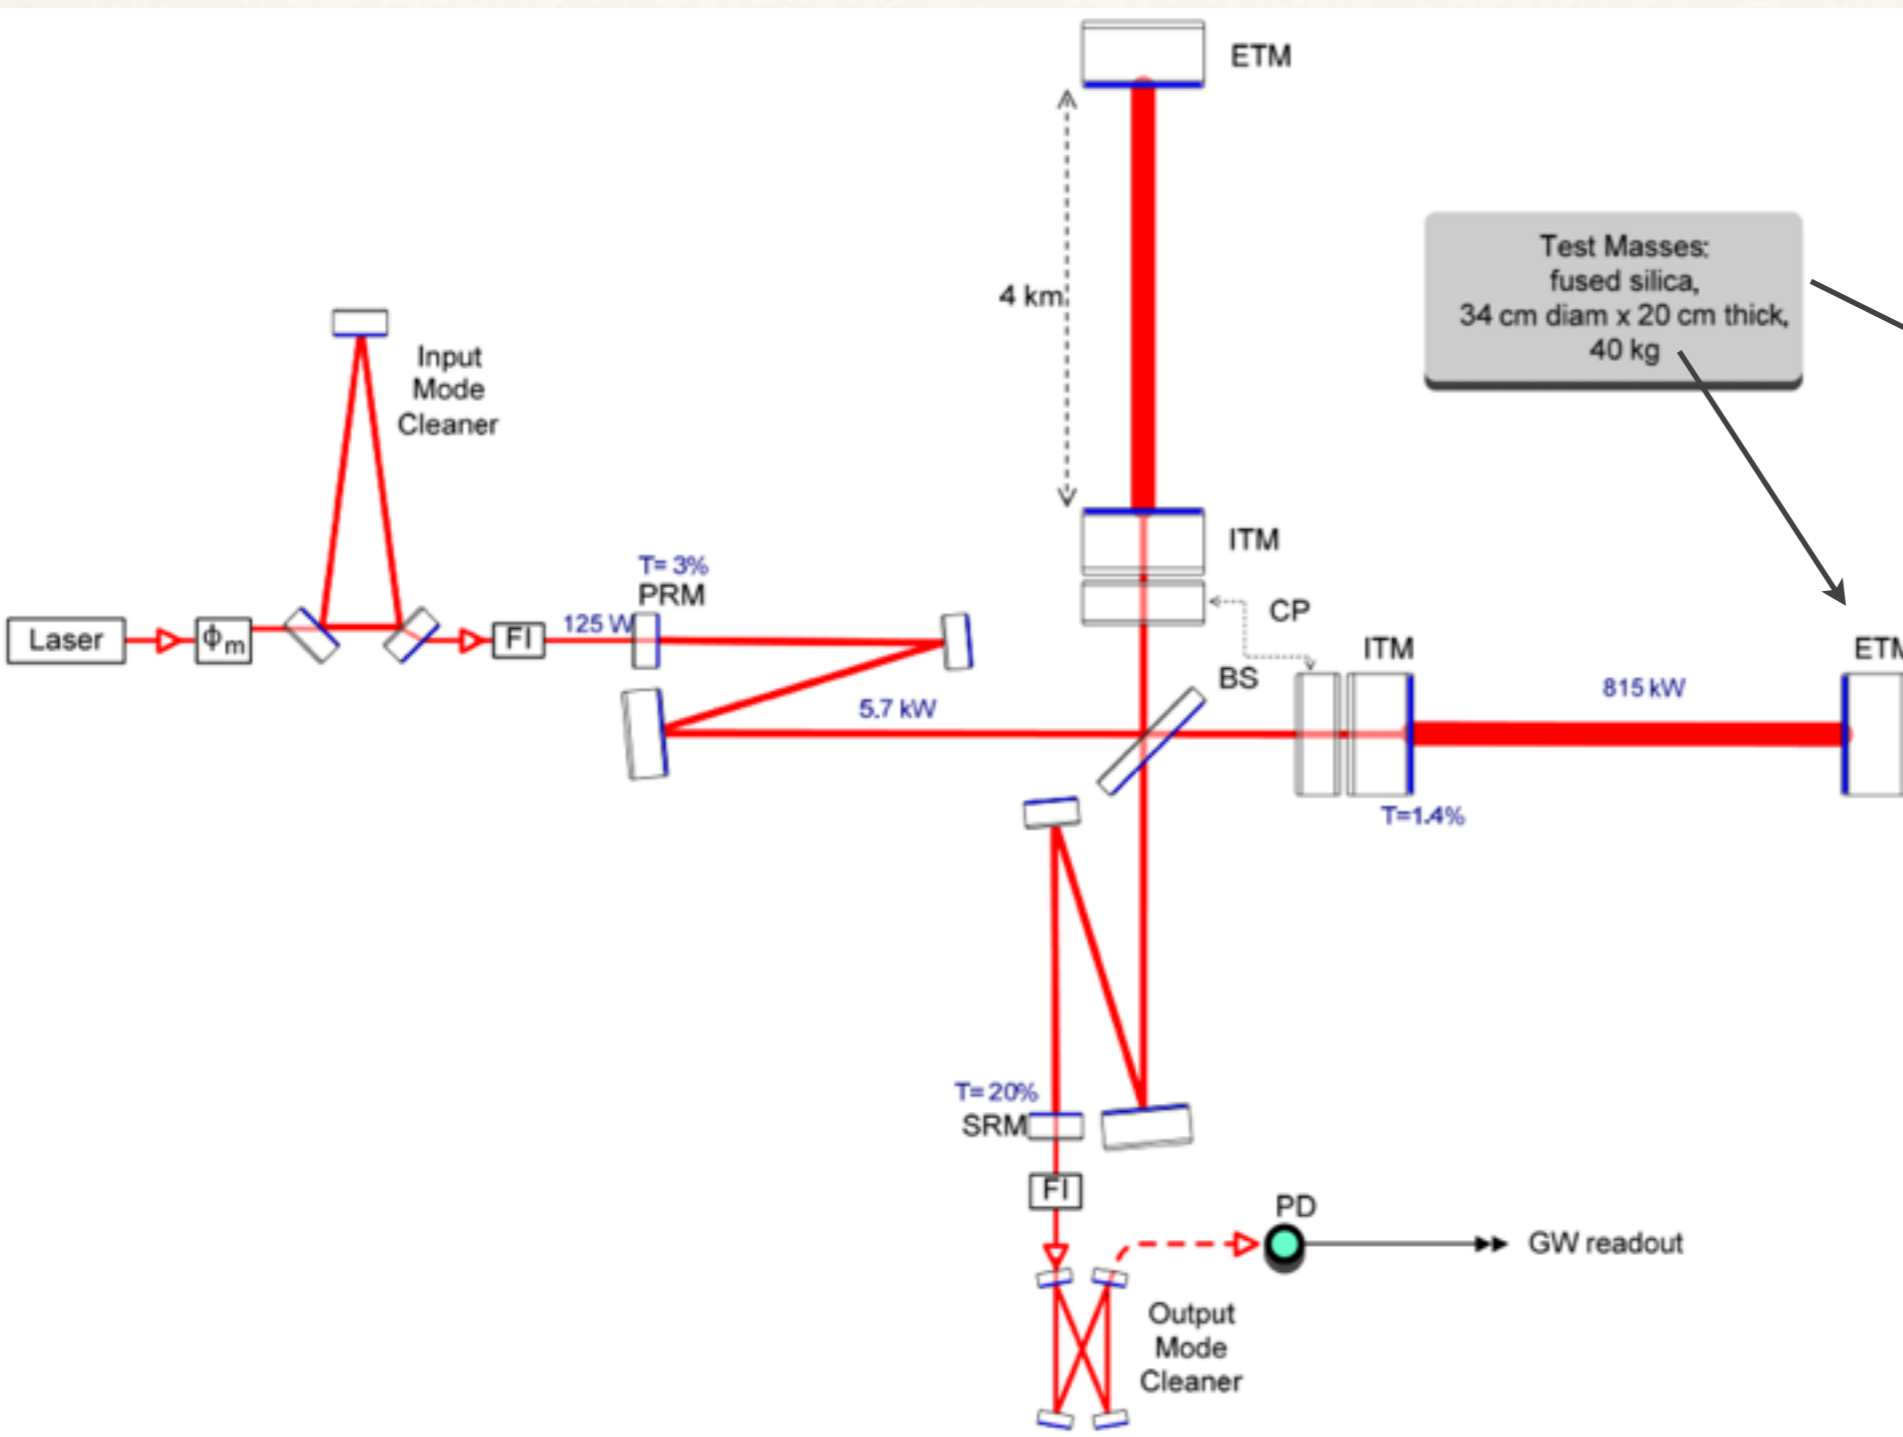 ETM
4 km
Test Masses:
fused silica,
34 cm diam x 20 cm thick,
40 kg
Input
Mode
Cleaner
ITM
T= 3%
PRM
CP
Laser
ϕm
FI
125 W
BS
ITM
ETM
5.7 kW
815 kW
T=1.4%
T= 20%
SRM
FI
PD
GW readout
Output
Mode
Cleaner